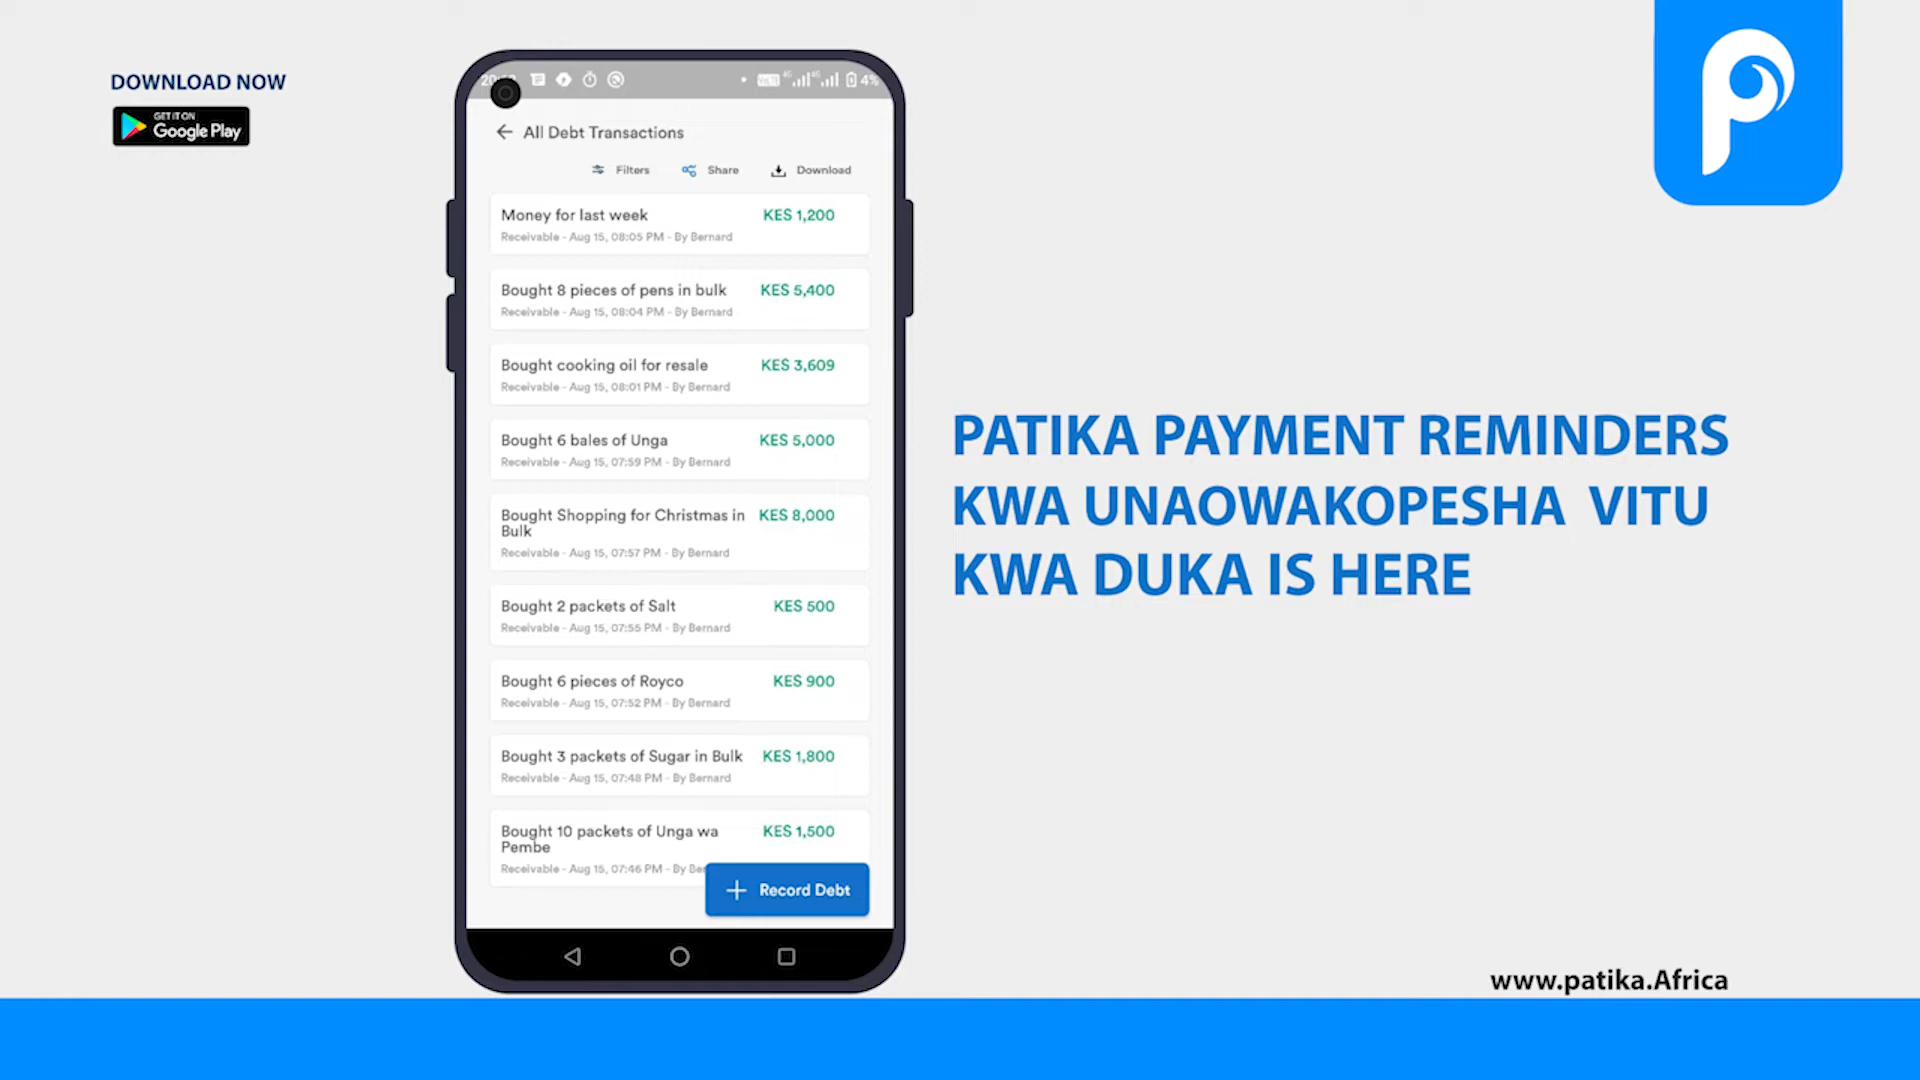 DOWNLOAD NOW
GET IT ON
Google Play
4G 4G 4%
All Debt Transactions
Filters Share Download
Money for last week KES 1,200
Receivable - Aug 15, 08:05 PM - By Bernard
Bought 8 pieces of pens in bulk KES 5,400
Receivable - Aug 15, 08:04 PM - By Bernard
Bought cooking oil for resale KES 3,609
Receivable - Aug 15, 08:01 PM - By Bernard
Bought 6 bales of Unga KES 5,000
Receivable - Aug 15, 07:59 PM - By Bernard
Bought Shopping for Christmas in KES 8,000
Bulk
Receivable - Aug 15, 07:57 PM - By Bernard
Bought 2 packets of Salt KES 500
Receivable - Aug 15, 07:55 PM - By Bernard
Bought 6 pieces of Royco KES 900
Receivable - Aug 15, 07:52 PM - By Bernard
Bought 3 packets of Sugar in Bulk KES 1,800
Receivable - Aug 15, 07:48 PM - By Bernard
Bought 10 packets of Unga wa KES 1,500
Pembe
Receivable - Aug 15, 07:46 PM - By
Record Debt
PATIKA PAYMENT REMINDERS
KWA UNAOWAKOPESHA VITU
KWA DUKA IS HERE
www.patika.Africa